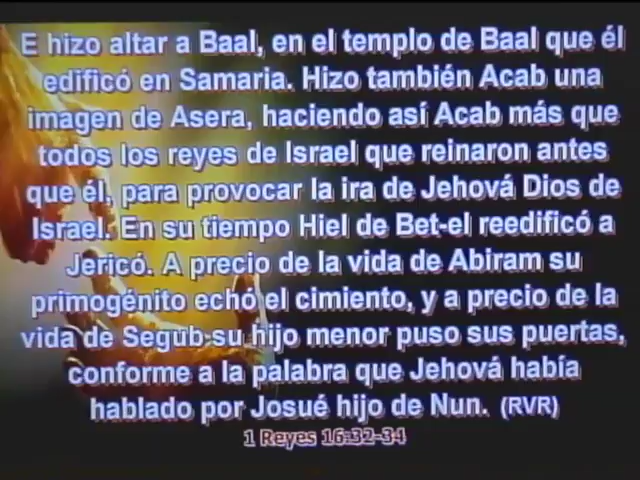 E hizo altar a Baal, en el templo de Baal que él
edificó en Samaria. Hizo también Acab una
imagen de Asera, haciendo así Acab más que
todos los reyes de Israel que reinaron antes
que él, para provocar la ira de Jehová Dios de
Israel. En su tiempo Hiel de Bet-el reedificó a
Jericó. A precio de la vida de Abiram su
primogénito echó el cimiento, y a precio de la
vida de Segub su hijo menor puso sus puertas,
conforme a la palabra que Jehová había
hablado por Josué hijo de Nun. (RVR)
1 Reyes 16:32-34